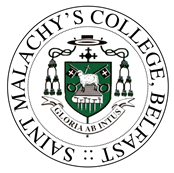 SAINT MALACHY'S COLLEGE, BELFAST ::
GLORIA AB INTUS